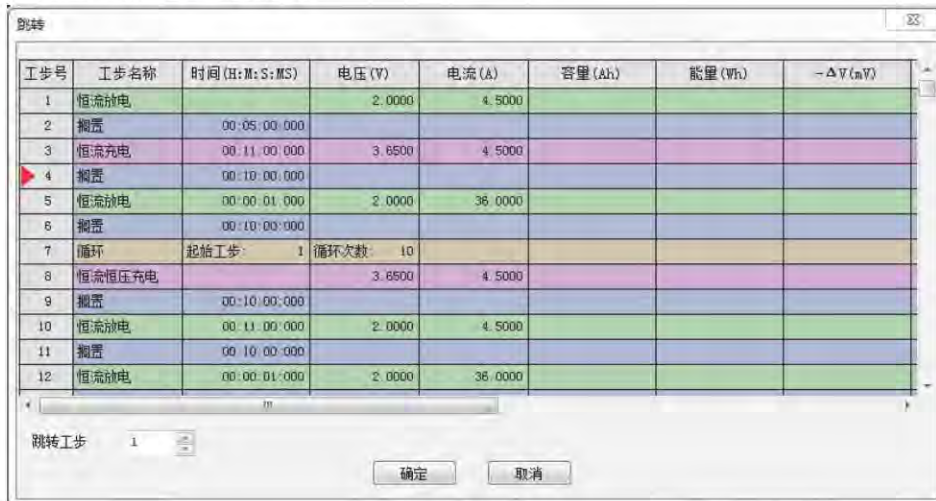 跳转
工步号 工步名称 时间(H:M:S:MS) 电压(V) 电流(A) 容量(Ah) 能量(Wh) -ΔV(mV)
1 恒流放电 2.0000 4.5000
2 搁置 00:05:00:000
3 恒流充电 00:11:00:000 3.6500 4.5000
4 搁置 00:10:00:000
5 恒流放电 00:00:01:000 2.0000 36.0000
6 搁置 00:10:00:000
7 循环 起始工步: 1 循环次数: 10
8 恒流恒压充电 3.6500 4.5000
9 搁置 00:10:00:000
10 恒流放电 00:11:00:000 2.0000 4.5000
11 搁置 00:10:00:000
12 恒流放电 00:00:01:000 2.0000 36.0000
跳转工步 1
确定 取消